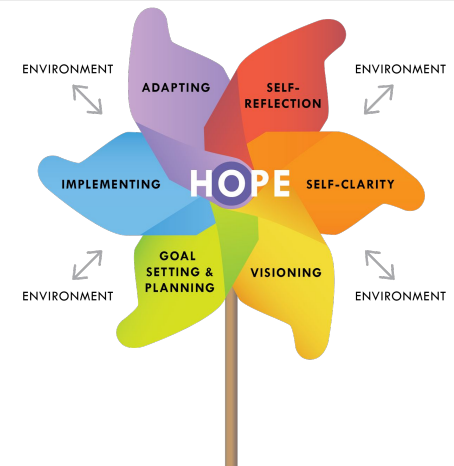 ENVIRONMENT
ENVIRONMENT
ADAPTING
SELF-
REFLECTION
IMPLEMENTING
HOPE
SELF-CLARITY
GOAL
SETTING &
PLANNING
VISIONING
ENVIRONMENT
ENVIRONMENT